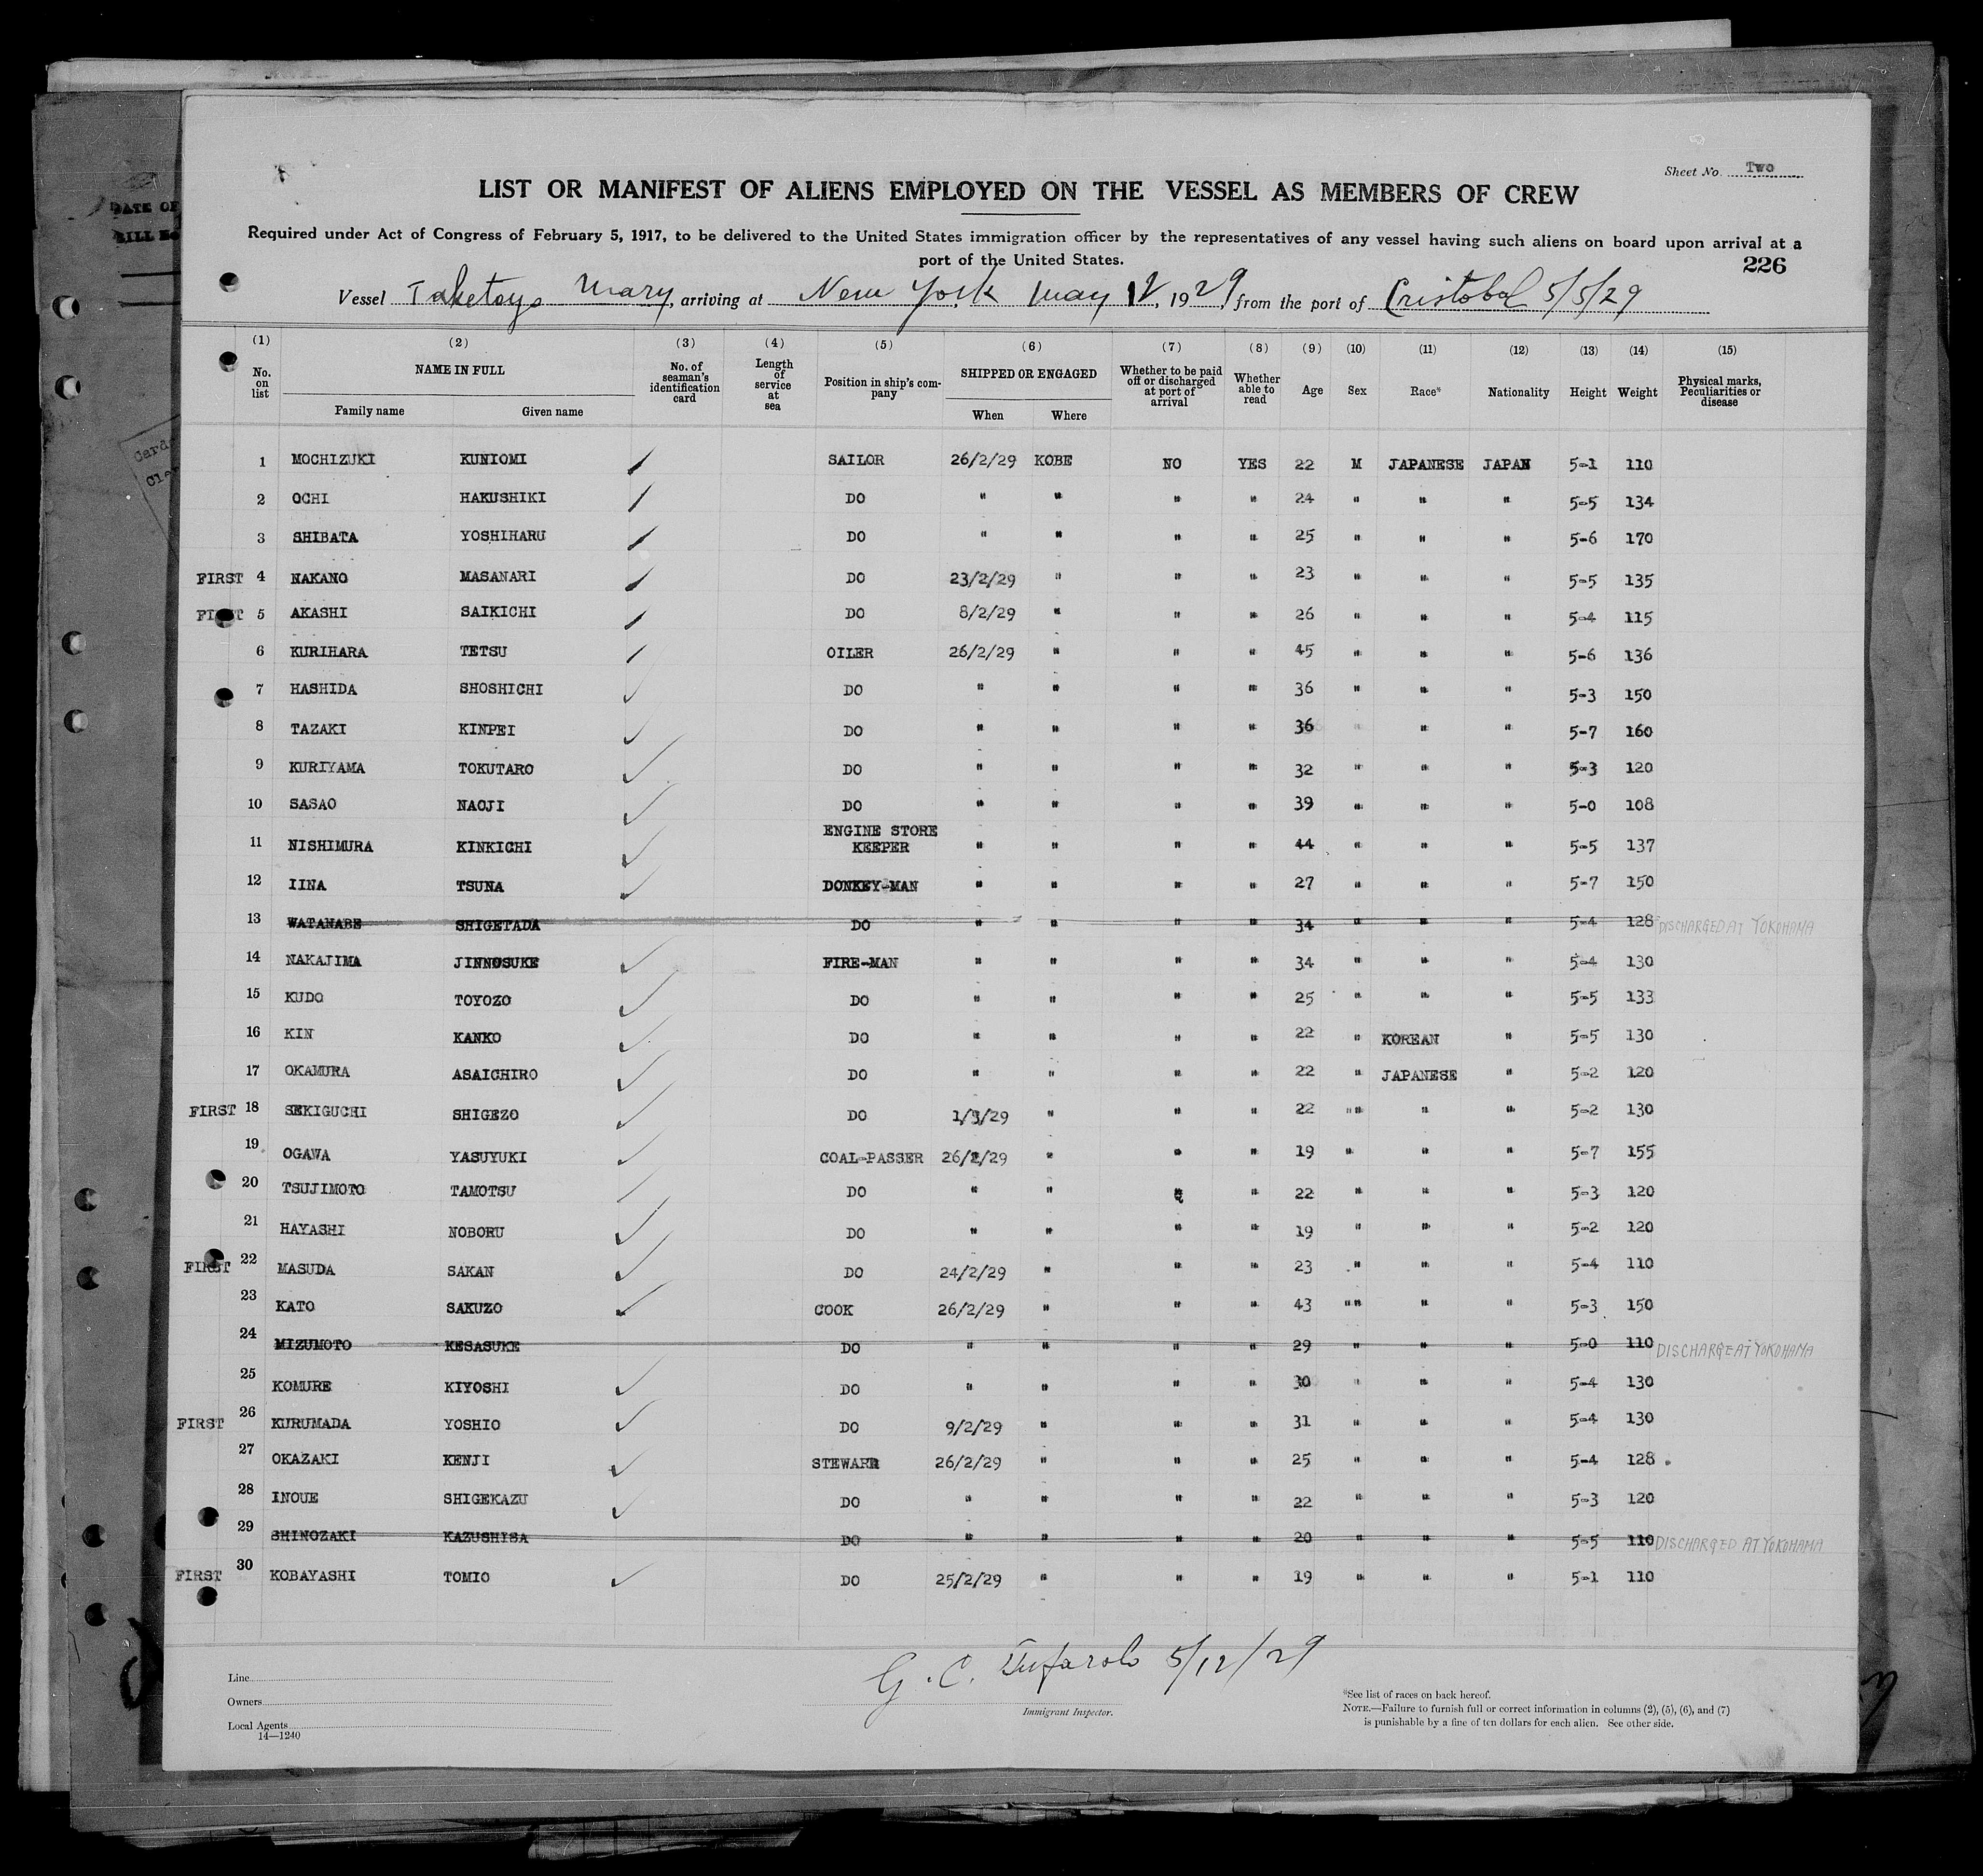 Sheet No. Two
LIST OR MANIFEST OF ALIENS EMPLOYED ON THE VESSEL AS MEMBERS OF CREW
Required under Act of Congress of February 5, 1917, to be delivered to the United States immigration officer by the representatives of any vessel having such aliens on board upon arrival at a
port of the United States.
226
Vessel Taketoyo Mary, arriving at New York May 12, 1929, from the port of Cristobal 5/5/29
(1) (2) (3) (4) (5) (6) (7) (8) (9) (10) (11) (12) (13) (14) (15)
No. on list NAME IN FULL Family name Given name No. of seaman's identification card Length of service at sea Position in ship's company SHIPPED OR ENGAGED When Where Whether to be paid off or discharged at port of arrival Whether able to read Age Sex Race* Nationality Height Weight Physical marks, Peculiarities or disease
1 MOCHIZUKI KUNIOMI SAILOR 26/2/29 KOBE NO YES 22 M JAPANESE JAPAN 5-1 110
2 OCHI HAKUSHIKI DO " " " " 24 " " " 5-5 134
3 SHIBATA YOSHIHARU DO " " " " 25 " " " 5-6 170
FIRST 4 NAKANO MASANARI DO 23/2/29 " " " 23 " " " 5-5 135
FIRST 5 AKASHI SAIKICHI DO 8/2/29 " " " 26 " " " 5-4 115
6 KURIHARA TETSU OILER 26/2/29 " " " 45 " " " 5-6 136
7 HASHIDA SHOSHICHI DO " " " " 36 " " " 5-3 150
8 TAZAKI KINPEI DO " " " " 36 " " " 5-7 160
9 KURIYAMA TOKUTARO DO " " " " 32 " " " 5-3 120
10 SASAO NAOJI DO " " " " 39 " " " 5-0 108
11 NISHIMURA KINKICHI ENGINE STORE KEEPER " " " " 44 " " " 5-5 137
12 IINA TSUNA DONKEY-MAN " " " " 27 " " " 5-7 150
13 WATANABE SHIGETADA DO " " " " 34 " " " 5-4 128 DISCHARGED AT YOKOHAMA
14 NAKAJIMA JINNOSUKE FIRE-MAN " " " " 34 " " " 5-4 130
15 KUDO TOYOZO DO " " " " 25 " " " 5-5 133
16 KIN KANKO DO " " " " 22 " KOREAN " 5-5 130
17 OKAMURA ASAICHIRO DO " " " " 22 " JAPANESE " 5-2 120
FIRST 18 SEKIGUCHI SHIGEZO DO 1/3/29 " " " 22 "" " " 5-2 130
19 OGAWA YASUYUKI COAL-PASSER 26/2/29 " " " 19 " " " 5-7 155
20 TSUJIMOTO TAMOTSU DO " " " " 22 " " " 5-3 120
21 HAYASHI NOBORU DO " " " " 19 " " " 5-2 120
FIRST 22 MASUDA SAKAN DO 24/2/29 " " " 23 " " " 5-4 110
23 KATO SAKUZO COOK 26/2/29 " " " 43 "" " " 5-3 150
24 MIZUMOTO KESASUKE DO " " " " 29 " " " 5-0 110 DISCHARGE AT YOKOHAMA
25 KOMURE KIYOSHI DO " " " " 30 " " " 5-4 130
FIRST 26 KURUMADA YOSHIO DO 9/2/29 " " " 31 " " " 5-4 130
27 OKAZAKI KENJI STEWARR 26/2/29 " " " 25 " " " 5-4 128
28 INOUE SHIGEKAZU DO " " " " 22 " " " 5-3 120
29 SHINOZAKI KAZUSHISA DO " " " " 20 " " " 5-5 110 DISCHARGED AT YOKOHAMA
FIRST 30 KOBAYASHI TOMIO DO 25/2/29 " " " 19 " " " 5-1 110
G. C. 5/12/29
Immigrant Inspector.
Line
Owners
Local Agents
14—1240
*See list of races on back hereof.
NOTE.—Failure to furnish full or correct information in columns (2), (5), (6), and (7)
is punishable by a fine of ten dollars for each alien. See other side.